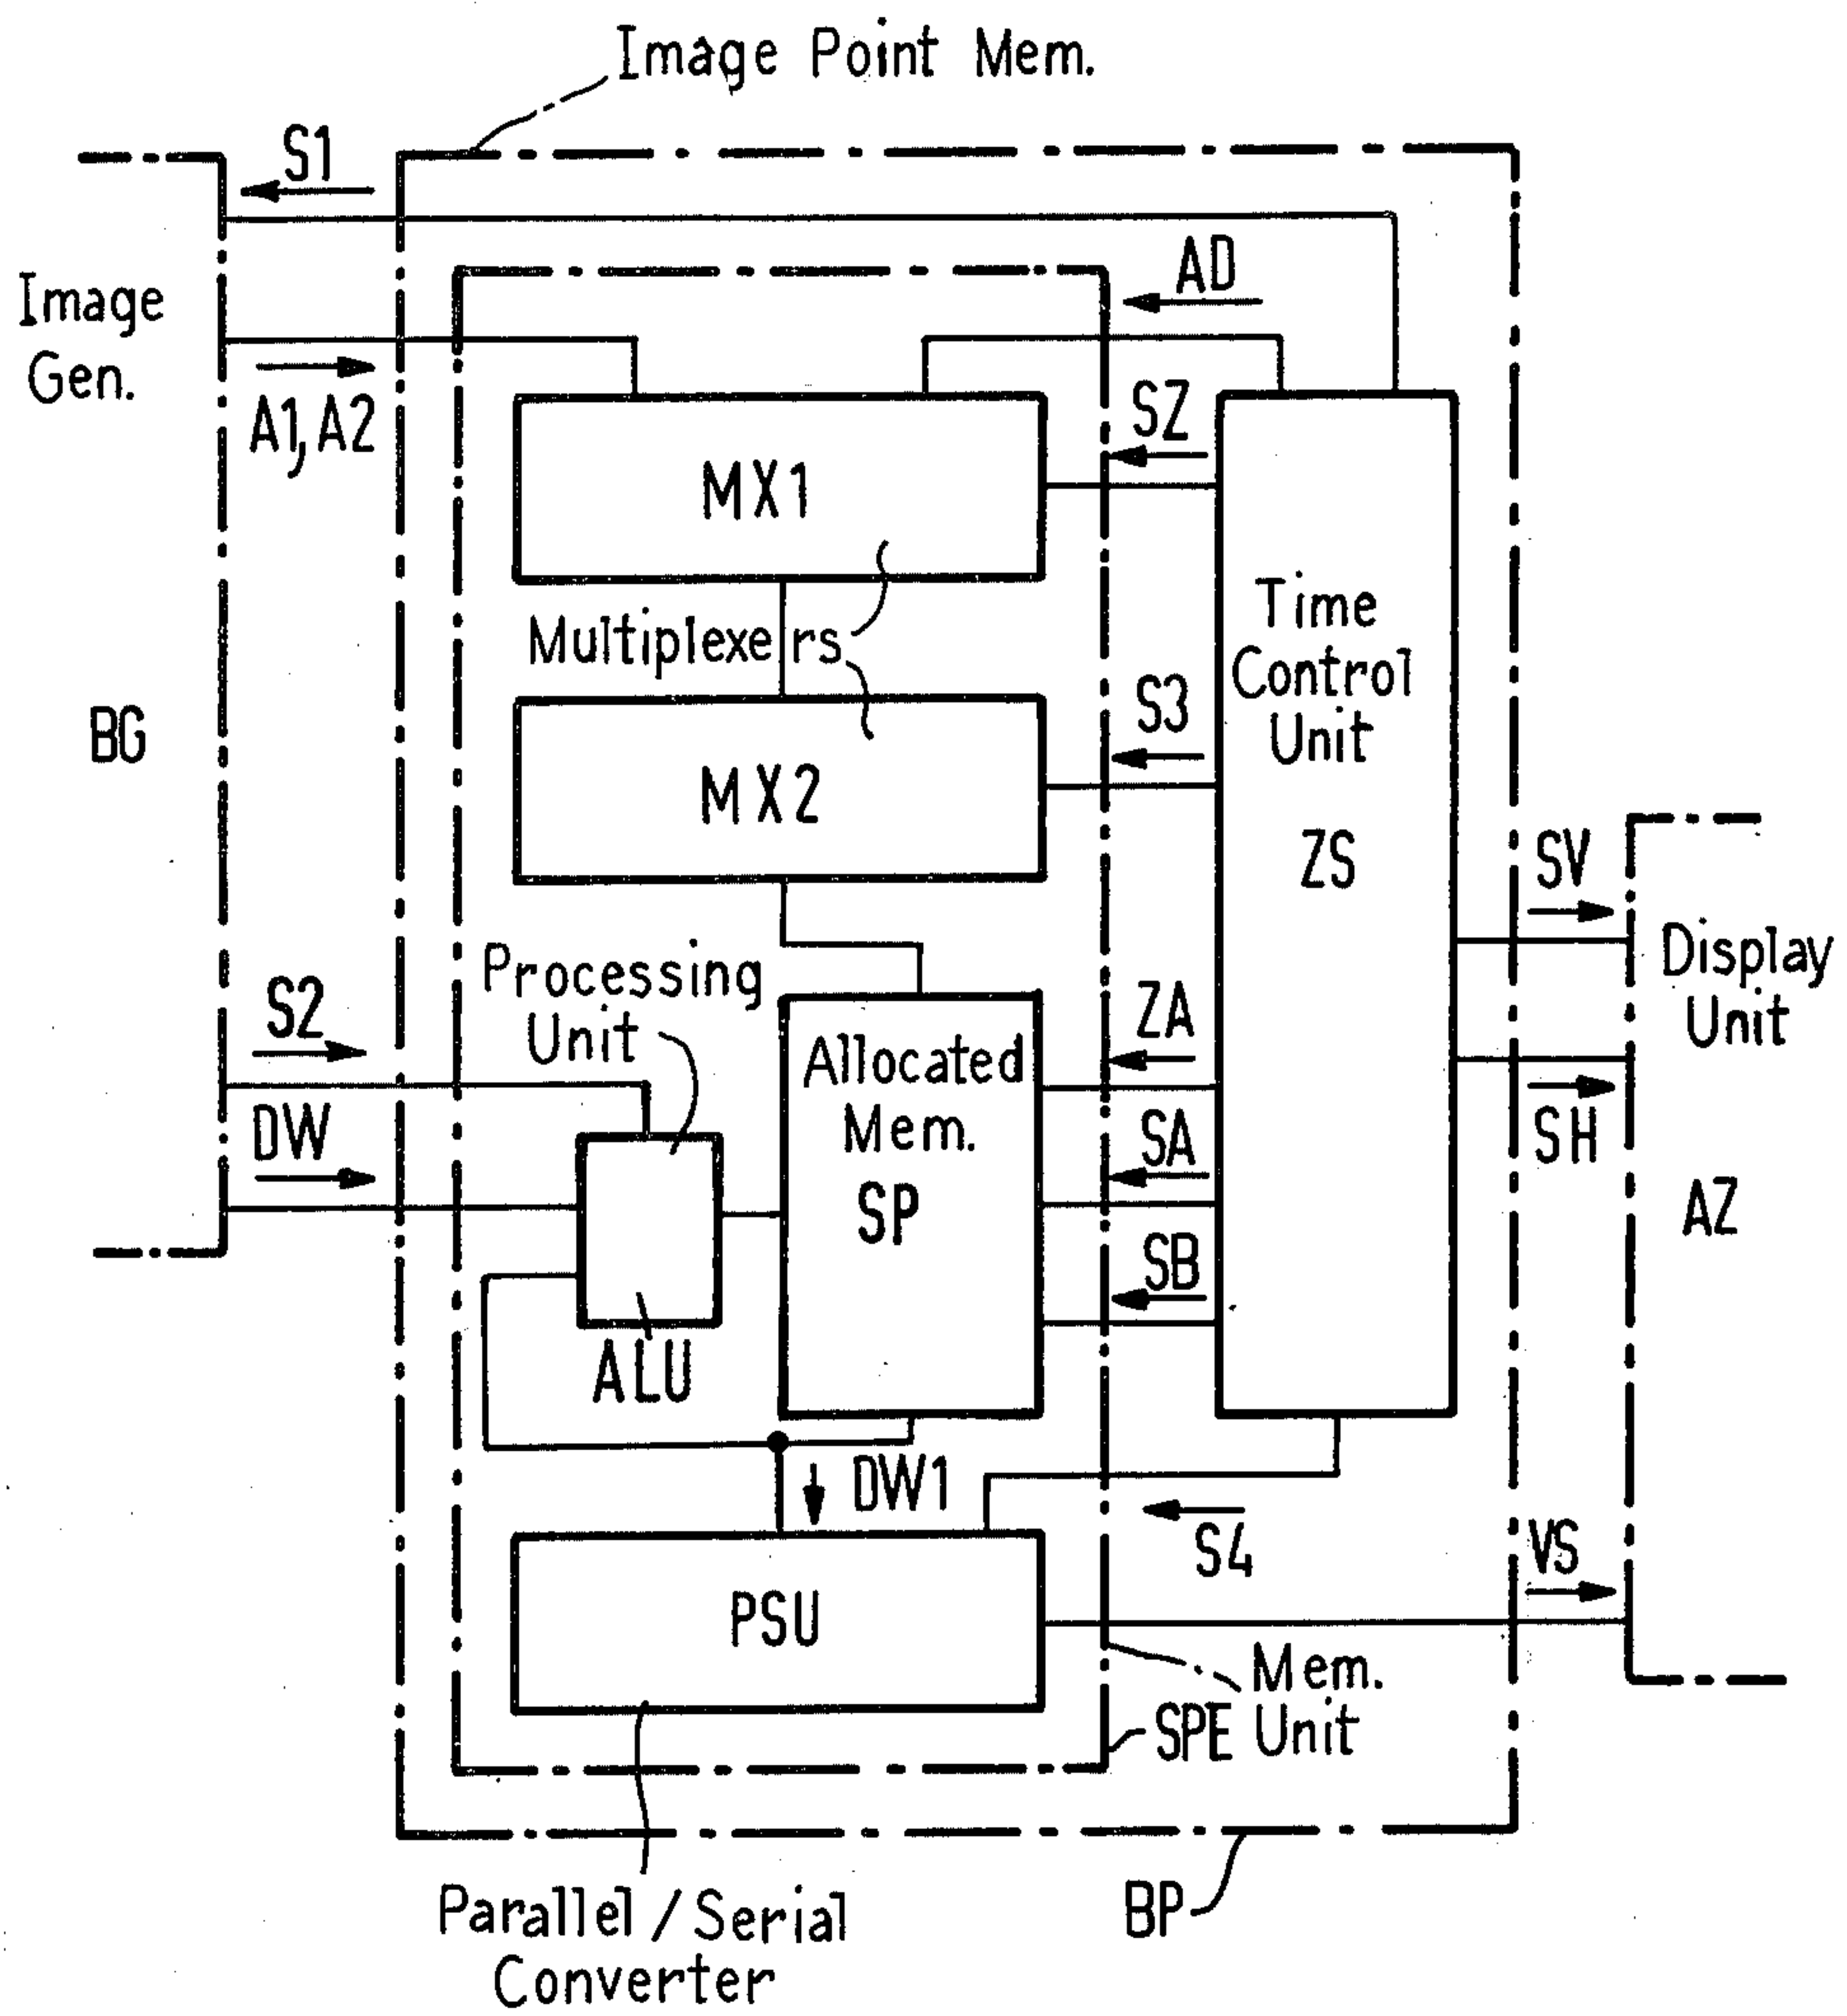 Image Point Mem.
S1
AD
Image
Gen.
A1, A2
SZ
MX1
Time
Control
Unit
Multiplexers
S3
BG
MX2
ZS
SV
Display
Unit
Processing
Unit
S2
ZA
Allocated
Mem.
SP
DW
SA
SH
AZ
SB
ALU
DW1
S4
VS
PSU
Mem.
Unit
SPE
BP
Parallel / Serial
Converter